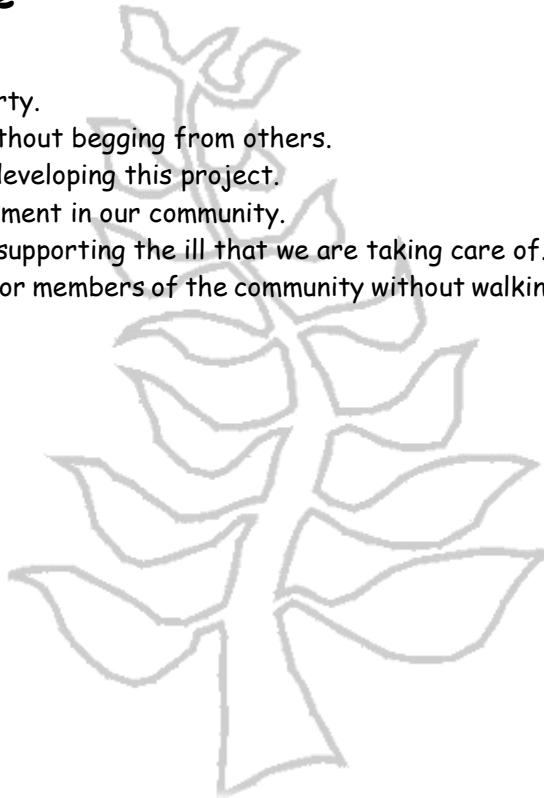 rty.
thout begging from others.
developing this project.
ment in our community.
supporting the ill that we are taking care of.
or members of the community without walkin